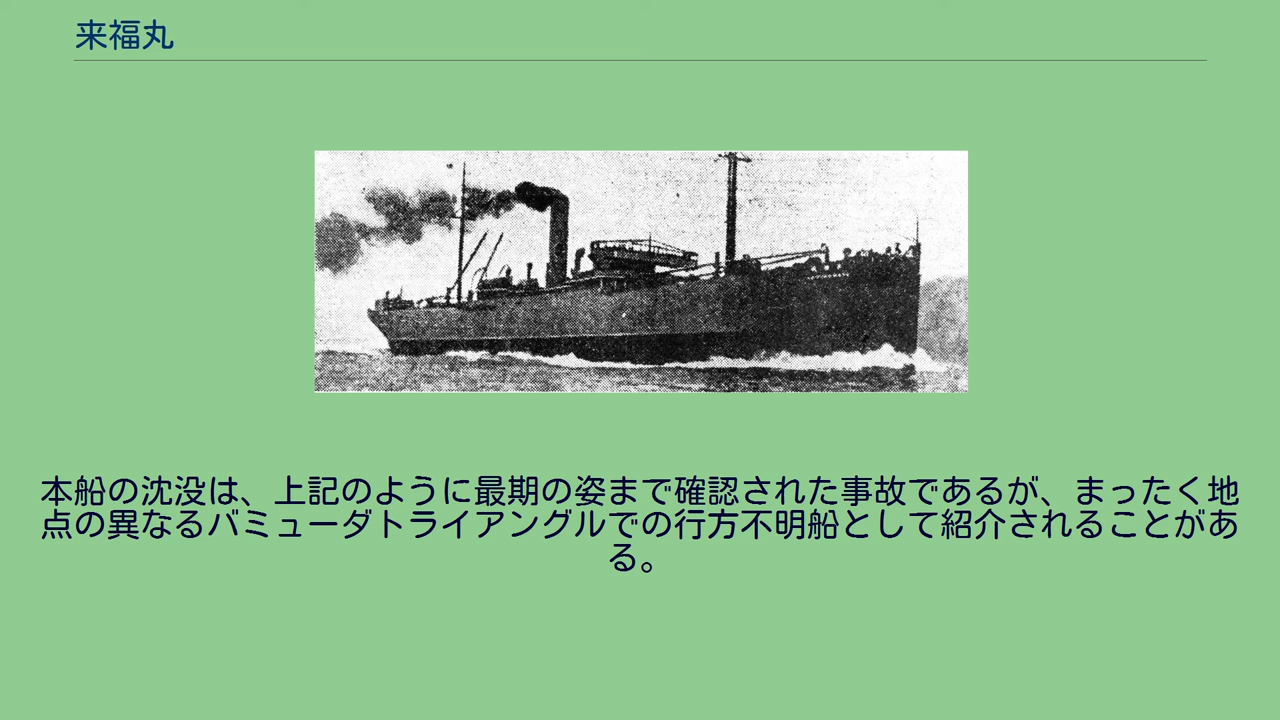 来福丸
本船の沈没は、上記のように最期の姿まで確認された事故であるが、まったく地
点の異なるバミューダトライアングルでの行方不明船として紹介されることがあ
る。